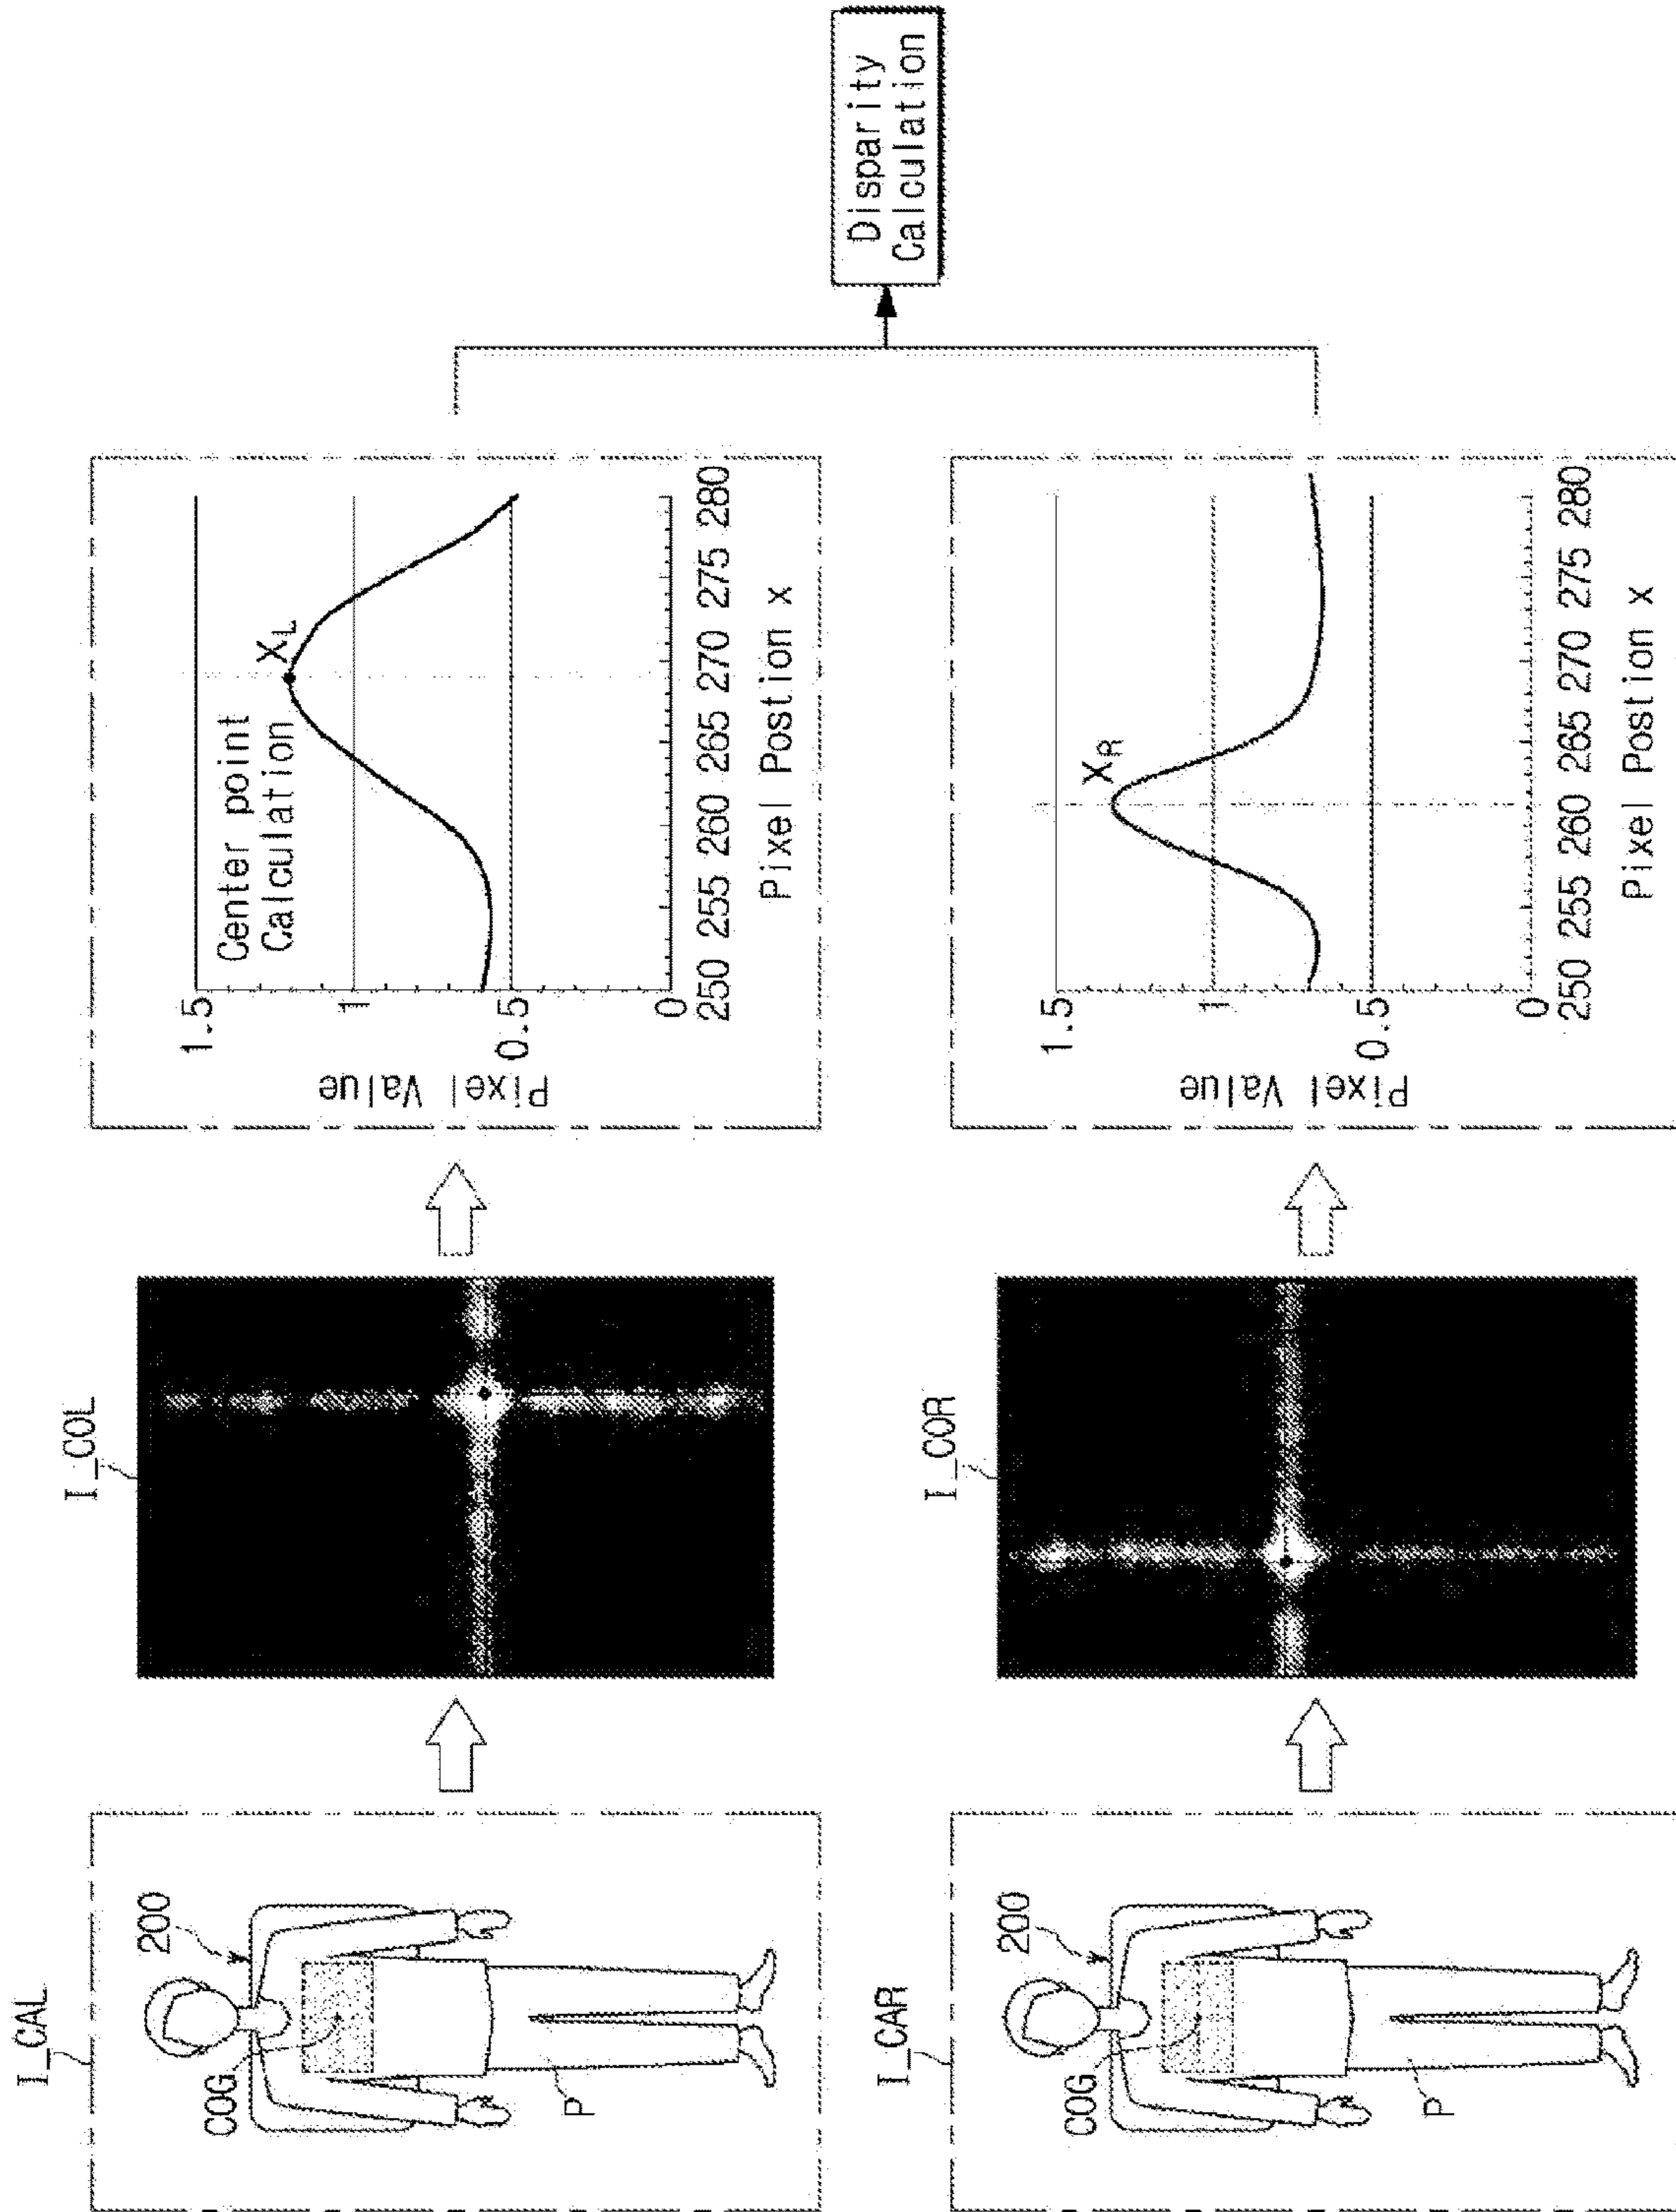 I_CAL
200
COG
P
I_COL
Center point
Calculation
X_L
Pixel Value
1.5
1
0.5
0
250 255 260 265 270 275 280
Pixel Postion x
I_CAR
200
COG
P
I_COR
X_R
Pixel Value
1.5
1
0.5
0
250 255 260 265 270 275 280
Pixel Postion x
Disparity
Calculation